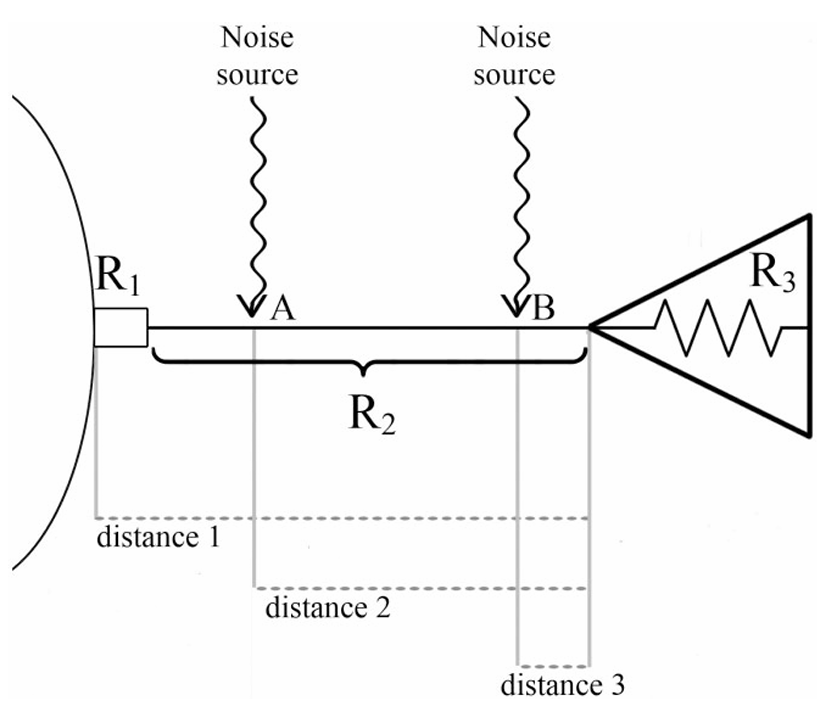 Noise
source
Noise
source
R₁
A
B
R₃
R₂
distance 1
distance 2
distance 3